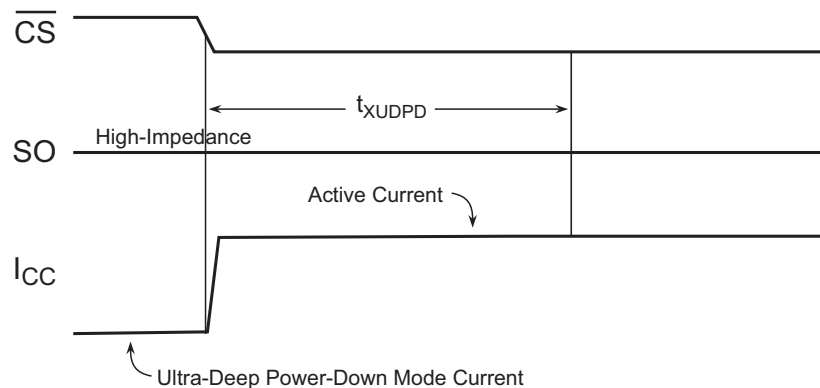 CS
tXUDPD
High-Impedance
SO
Active Current
ICC
Ultra-Deep Power-Down Mode Current